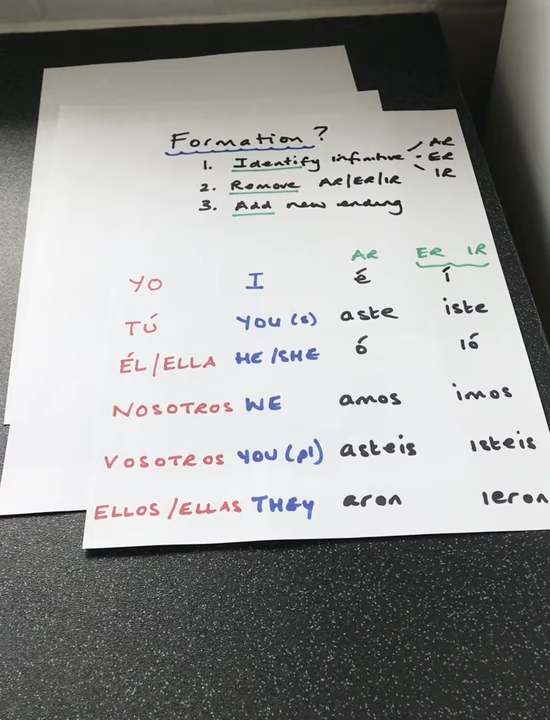 Formation?
1. Identify infinitive AR
ER
IR
2. Remove AR/ER/IR
3. Add new ending
AR ER IR
YO I é í
TÚ YOU (s) aste iste
ÉL/ELLA HE/SHE ó ió
NOSOTROS WE amos imos
VOSOTROS YOU (pl) asteis isteis
ELLOS/ELLAS THEY aron ieron